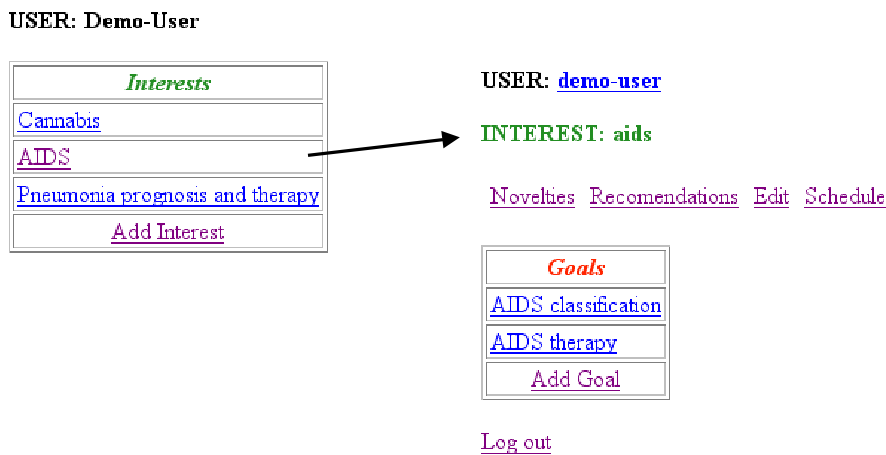 USER: Demo-User
Interests
Cannabis
AIDS
Pneumonia prognosis and therapy
Add Interest
USER: demo-user
INTEREST: aids
Novelties Recomendations Edit Schedule
Goals
AIDS classification
AIDS therapy
Add Goal
Log out